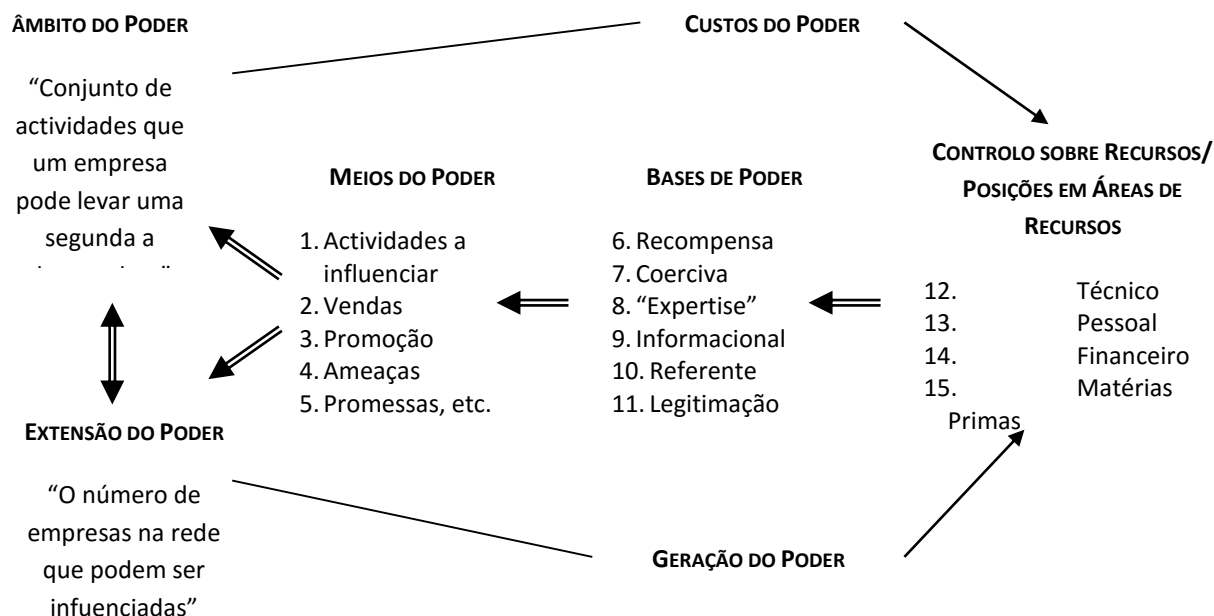 ÂMBITO DO PODER
“Conjunto de
actividades que
um empresa
pode levar uma
segunda a
EXTENSÃO DO PODER
“O número de
empresas na rede
que podem ser
infuenciadas”
MEIOS DO PODER
1. Actividades a
influenciar
2. Vendas
3. Promoção
4. Ameaças
5. Promessas, etc.
CUSTOS DO PODER
BASES DE PODER
6. Recompensa
7. Coerciva
8. “Expertise”
9. Informacional
10. Referente
11. Legitimação
GERAÇÃO DO PODER
CONTROLO SOBRE RECURSOS/
POSIÇÕES EM ÁREAS DE
RECURSOS
12. Técnico
13. Pessoal
14. Financeiro
15. Matérias
Primas